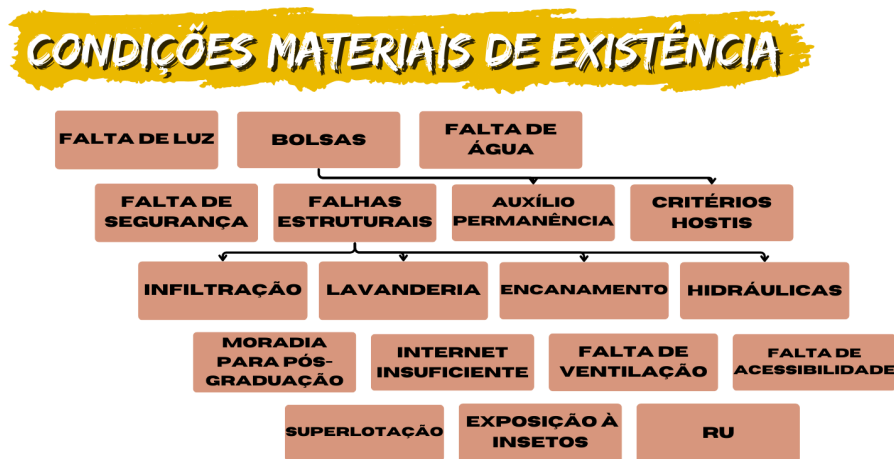 CONDIÇÕES MATERIAIS DE EXISTÊNCIA
FALTA DE LUZ
BOLSAS
FALTA DE
ÁGUA
FALTA DE
SEGURANÇA
FALHAS
ESTRUTURAIS
AUXÍLIO
PERMANÊNCIA
CRITÉRIOS
HOSTIS
INFILTRAÇÃO
LAVANDERIA
ENCANAMENTO
HIDRÁULICAS
MORADIA
PARA PÓS-
GRADUAÇÃO
INTERNET
INSUFICIENTE
FALTA DE
VENTILAÇÃO
FALTA DE
ACESSIBILIDADE
SUPERLOTAÇÃO
EXPOSIÇÃO À
INSETOS
RU